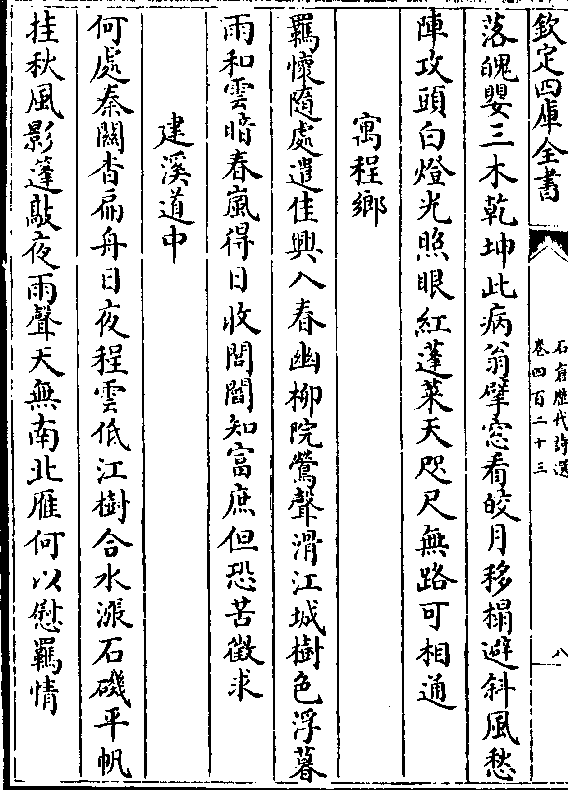 欽定四庫全書
石倉歷代詩選
卷四百二十三
八
落魄嬰三木乾坤此病翁擘窻看皎月移榻避斜風愁
陣攻頭白燈光照眼紅蓬萊天咫尺無路可相通
寓程鄉
羈懷隨處遣佳興入春幽柳院鶯聲滑江城樹色浮暮
雨和雲暗春嵐得日收閭閻知富庶但恐苦徵求
建溪道中
何處秦關杳扁舟日夜程雲低江樹合水漲石磯平帆
挂秋風影蓬敲夜雨聲天無南北雁何以慰羈情